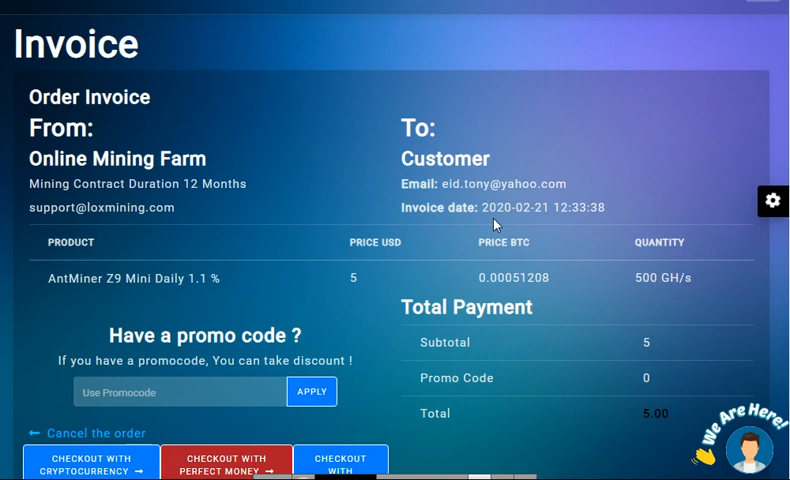 Invoice
Order Invoice
From:
To:
Online Mining Farm
Customer
Mining Contract Duration 12 Months
Email: eid.tony@yahoo.com
support@loxmining.com
Invoice date: 2020-02-21 12:33:38
PRODUCT PRICE USD PRICE BTC QUANTITY
AntMiner Z9 Mini Daily 1.1 % 5 0.00051208 500 GH/s
Total Payment
Have a promo code ?
Subtotal 5
If you have a promocode, You can take discount !
Promo Code 0
Use Promocode APPLY
Total 5.00
We Are Here!
← Cancel the order
CHECKOUT WITH
CRYPTOCURRENCY →
CHECKOUT WITH
PERFECT MONEY →
CHECKOUT
WITH